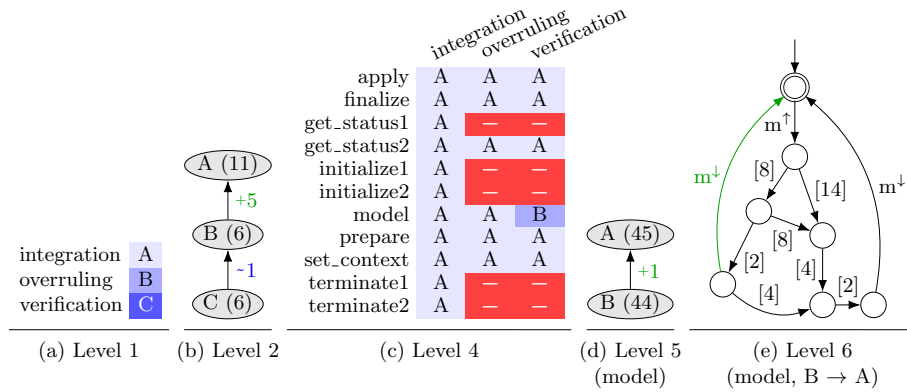 integration
overruling
verification
apply A A A
finalize A A A
get_status1 A — —
get_status2 A A A
initialize1 A — —
initialize2 A — —
model A A B
prepare A A A
set_context A A A
terminate1 A — —
terminate2 A — —
integration A
overruling B
verification C
A (11)
+5
B (6)
~1
C (6)
A (45)
+1
B (44)
m↑
[8]
[14]
m↓
m↓
[8]
[2]
[4]
[4]
[2]
(a) Level 1
(b) Level 2
(c) Level 4
(d) Level 5
(model)
(e) Level 6
(model, B → A)